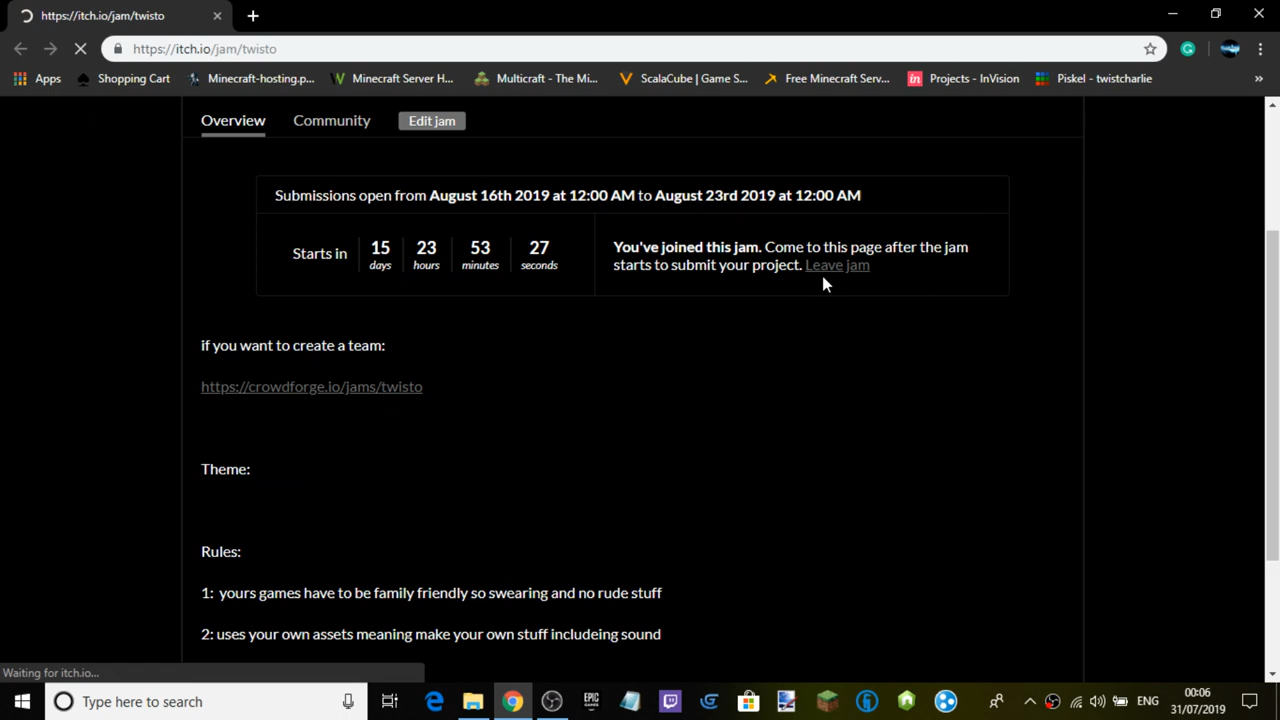 https://itch.io/jam/twisto
https://itch.io/jam/twisto
Apps Shopping Cart Minecraft-hosting.p... Minecraft Server H... Multicraft - The Mi... ScalaCube | Game S... Free Minecraft Serv... Projects - InVision Piskel - twistcharlie »
Overview Community Edit jam
Submissions open from August 16th 2019 at 12:00 AM to August 23rd 2019 at 12:00 AM
Starts in 15 days 23 hours 53 minutes 27 seconds
You've joined this jam. Come to this page after the jam
starts to submit your project. Leave jam
if you want to create a team:
https://crowdforge.io/jams/twisto
Theme:
Rules:
1: yours games have to be family friendly so swearing and no rude stuff
2: uses your own assets meaning make your own stuff includeing sound
Waiting for itch.io...
Type here to search
EPIC GAMES
ENG
00:06
31/07/2019